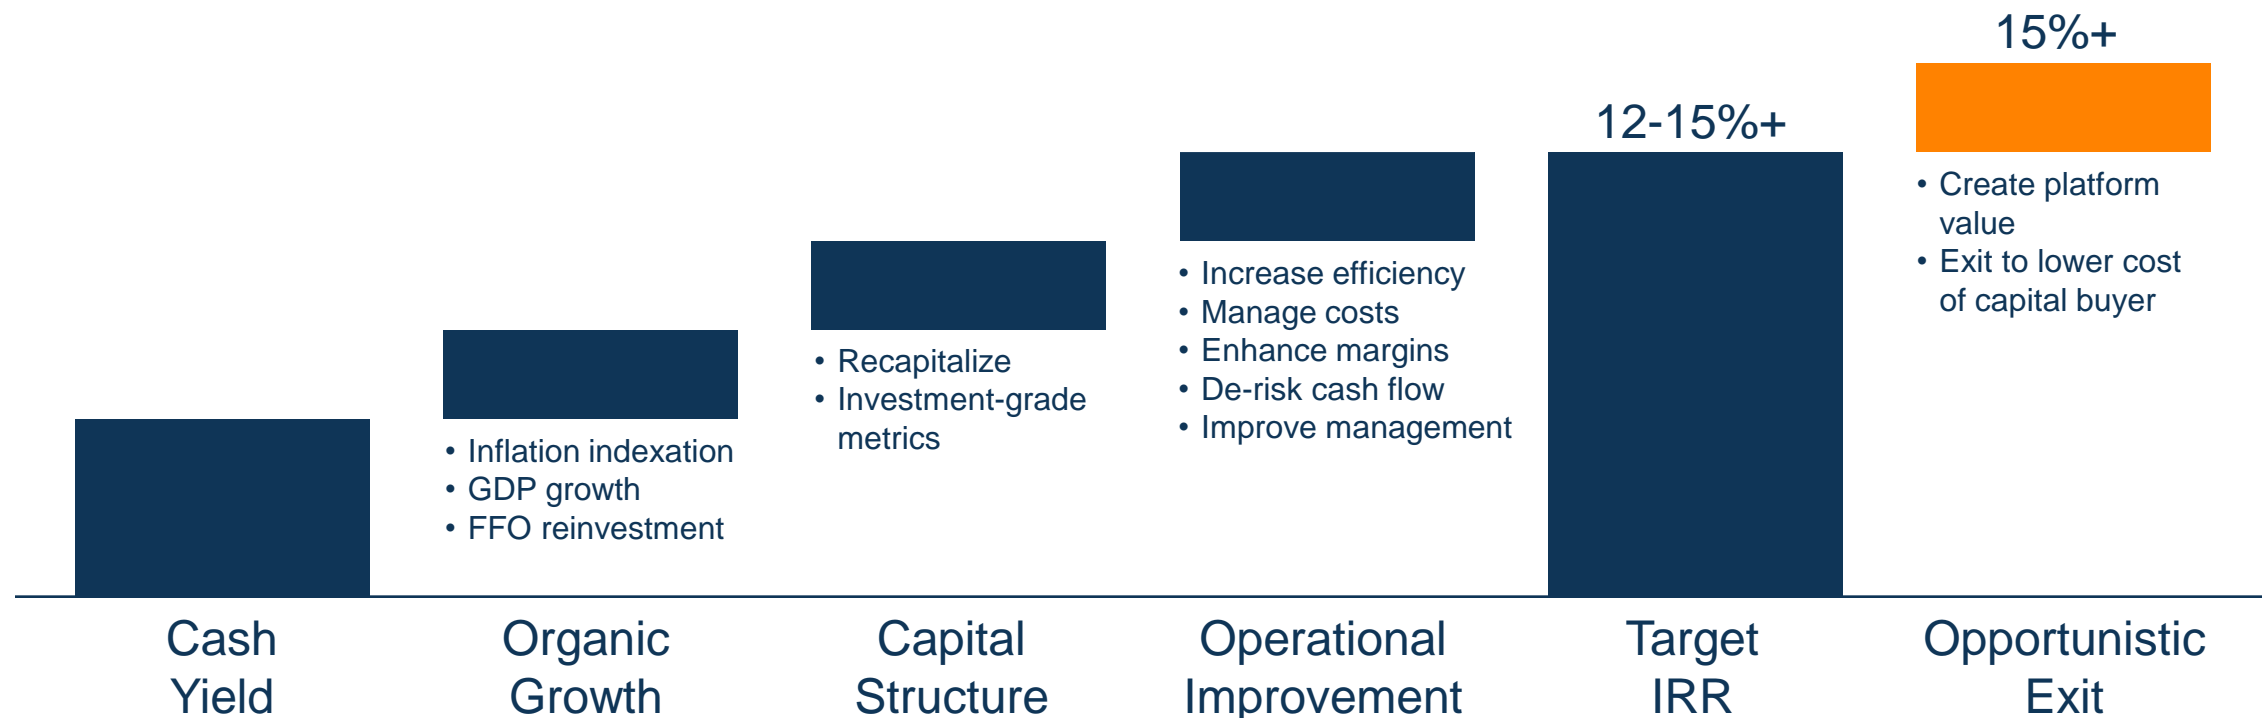 15%+
12-15%+
• Create platform
value
• Exit to lower cost
of capital buyer
• Increase efficiency
• Manage costs
• Enhance margins
• De-risk cash flow
• Improve management
• Recapitalize
• Investment-grade
metrics
• Inflation indexation
• GDP growth
• FFO reinvestment
Cash
Yield
Organic
Growth
Capital
Structure
Operational
Improvement
Target
IRR
Opportunistic
Exit